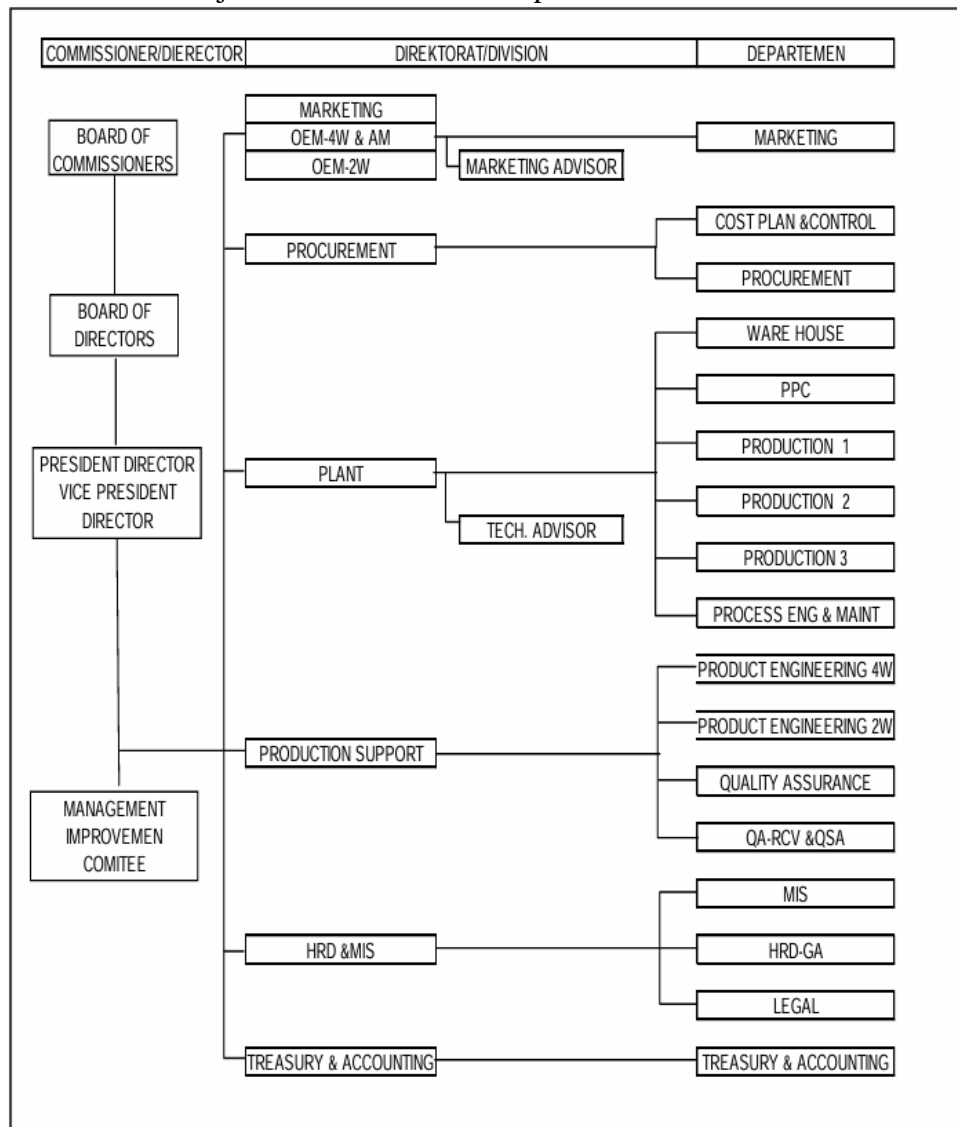 COMMISSIONER/DIERECTOR
DIREKTORAT/DIVISION
DEPARTEMEN
BOARD OF
COMMISSIONERS
BOARD OF
DIRECTORS
PRESIDENT DIRECTOR
VICE PRESIDENT
DIRECTOR
MANAGEMENT
IMPROVEMEN
COMITEE
MARKETING
OEM-4W & AM
OEM-2W
MARKETING ADVISOR
MARKETING
PROCUREMENT
COST PLAN &CONTROL
PROCUREMENT
PLANT
TECH. ADVISOR
WARE HOUSE
PPC
PRODUCTION 1
PRODUCTION 2
PRODUCTION 3
PROCESS ENG & MAINT
PRODUCTION SUPPORT
PRODUCT ENGINEERING 4W
PRODUCT ENGINEERING 2W
QUALITY ASSURANCE
QA-RCV &QSA
HRD &MIS
MIS
HRD-GA
LEGAL
TREASURY & ACCOUNTING
TREASURY & ACCOUNTING